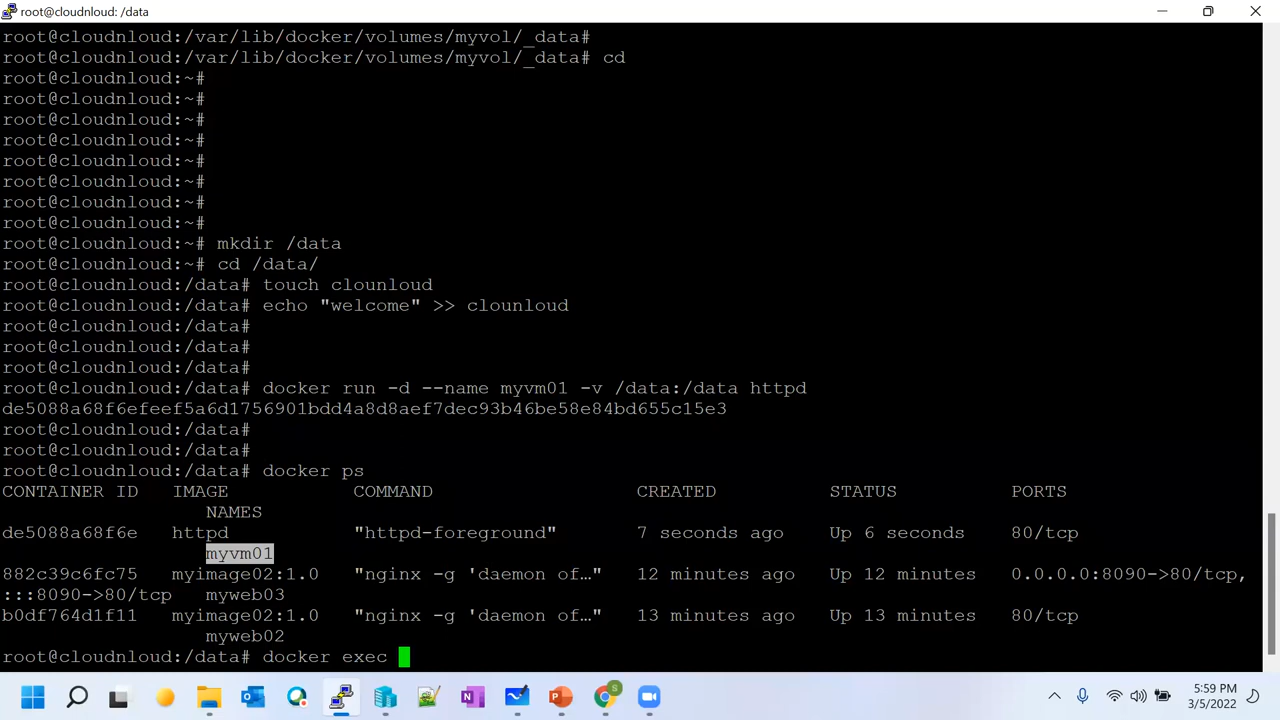 root@cloudnloud: /data
root@cloudnloud:/var/lib/docker/volumes/myvol/_data#
root@cloudnloud:/var/lib/docker/volumes/myvol/_data# cd
root@cloudnloud:~#
root@cloudnloud:~#
root@cloudnloud:~#
root@cloudnloud:~#
root@cloudnloud:~#
root@cloudnloud:~#
root@cloudnloud:~#
root@cloudnloud:~#
root@cloudnloud:~# mkdir /data
root@cloudnloud:~# cd /data/
root@cloudnloud:/data# touch clounloud
root@cloudnloud:/data# echo "welcome" >> clounloud
root@cloudnloud:/data#
root@cloudnloud:/data#
root@cloudnloud:/data#
root@cloudnloud:/data# docker run -d --name myvm01 -v /data:/data httpd
de5088a68f6efeef5a6d1756901bdd4a8d8aef7dec93b46be58e84bd655c15e3
root@cloudnloud:/data#
root@cloudnloud:/data#
root@cloudnloud:/data# docker ps
CONTAINER ID IMAGE COMMAND CREATED STATUS PORTS
NAMES
de5088a68f6e httpd "httpd-foreground" 7 seconds ago Up 6 seconds 80/tcp
myvm01
882c39c6fc75 myimage02:1.0 "nginx -g 'daemon of…" 12 minutes ago Up 12 minutes 0.0.0.0:8090->80/tcp,
:::8090->80/tcp myweb03
b0df764d1f11 myimage02:1.0 "nginx -g 'daemon of…" 13 minutes ago Up 13 minutes 80/tcp
myweb02
root@cloudnloud:/data# docker exec
5:59 PM
3/5/2022